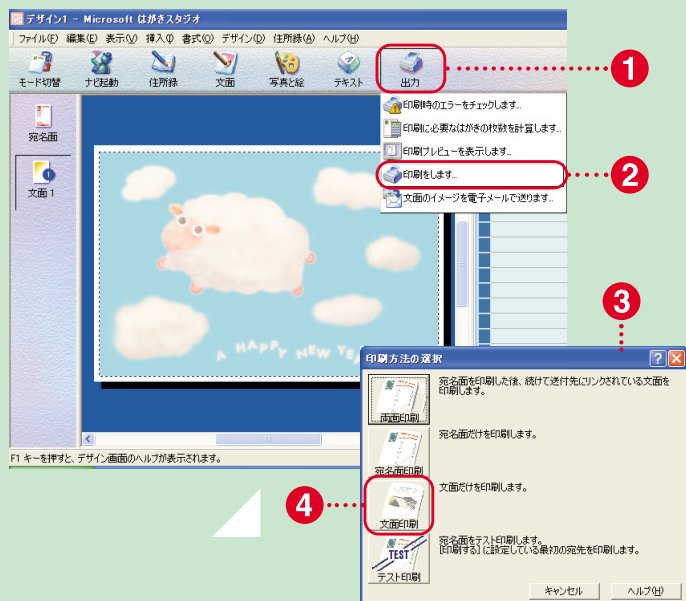 デザイン1 - Microsoft はがきスタジオ
ファイル(F) 編集(E) 表示(V) 挿入(I) 書式(O) デザイン(D) 住所録(A) ヘルプ(H)
モード切替 ナビ起動 住所録 文面 写真と絵 テキスト 出力
1
印刷時のエラーをチェックします...
印刷に必要なはがきの枚数を計算します...
印刷プレビューを表示します...
印刷をします...
2
文面のイメージを電子メールで送ります...
宛名面
文面 1
A HAPPY NEW YE
F1 キーを押すと、デザイン画面のヘルプが表示されます。
3
印刷方法の選択
両面印刷
宛名面を印刷した後、続けて送付先にリンクされている文面を
印刷します。
宛名面印刷
宛名面だけを印刷します。
4
文面印刷
文面だけを印刷します。
TEST
テスト印刷
宛名面をテスト印刷します。
[印刷する] に設定している最初の宛先を印刷します。
キャンセル ヘルプ(H)